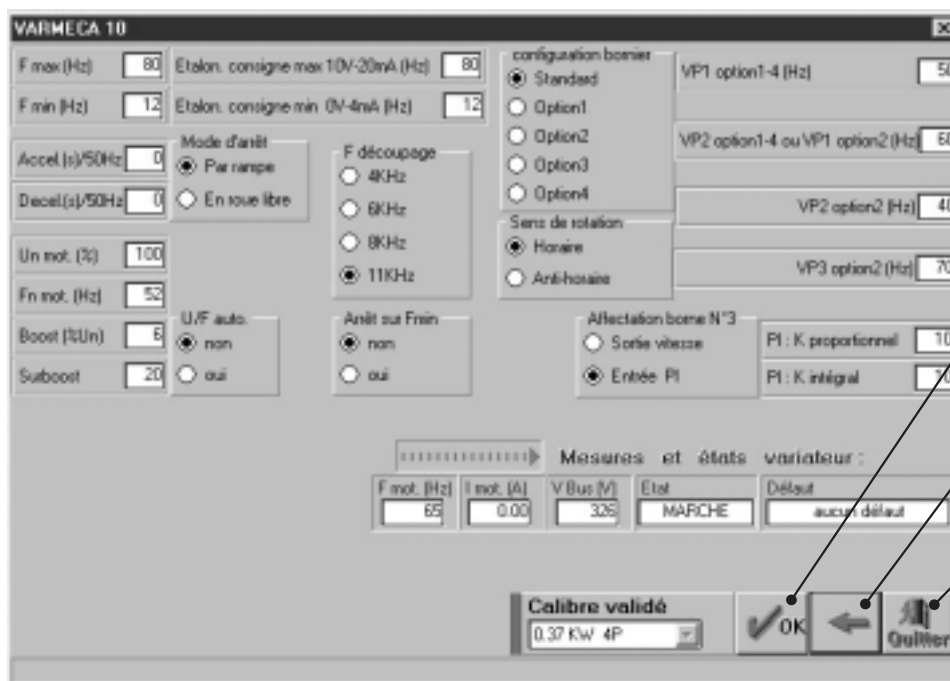 VARMECA 10
F max (Hz) 80
Etalon. consigne max 10V-20mA (Hz) 80
F min (Hz) 12
Etalon. consigne min 0V-4mA (Hz) 12
Accel.(s)/50Hz 0
Decel.(s)/50Hz 0
Mode d'arrêt
Par rampe
En roue libre
F découpage
4KHz
6KHz
8KHz
11KHz
configuration bornier
Standard
Option1
Option2
Option3
Option4
Sens de rotation
Horaire
Anti-horaire
VP1 option1-4 (Hz)
VP2 option1-4 ou VP1 option2 (Hz)
VP2 option2 (Hz)
VP3 option2 (Hz)
Un mot. (%) 100
Fn mot. (Hz) 52
Boost (%Un) 6
Surboost 20
U/F auto.
non
oui
Arrêt sur Fmin
non
oui
Affectation borne N°3
Sortie vitesse
Entrée PI
PI : K proportionnel 10
PI : K intégral 10
Mesures et états variateur :
F mot. (Hz) 65
I mot. (A) 0.00
V Bus (V) 326
Etat MARCHE
Défaut aucun défaut
Calibre validé
0.37 KW 4P
OK
Quitter